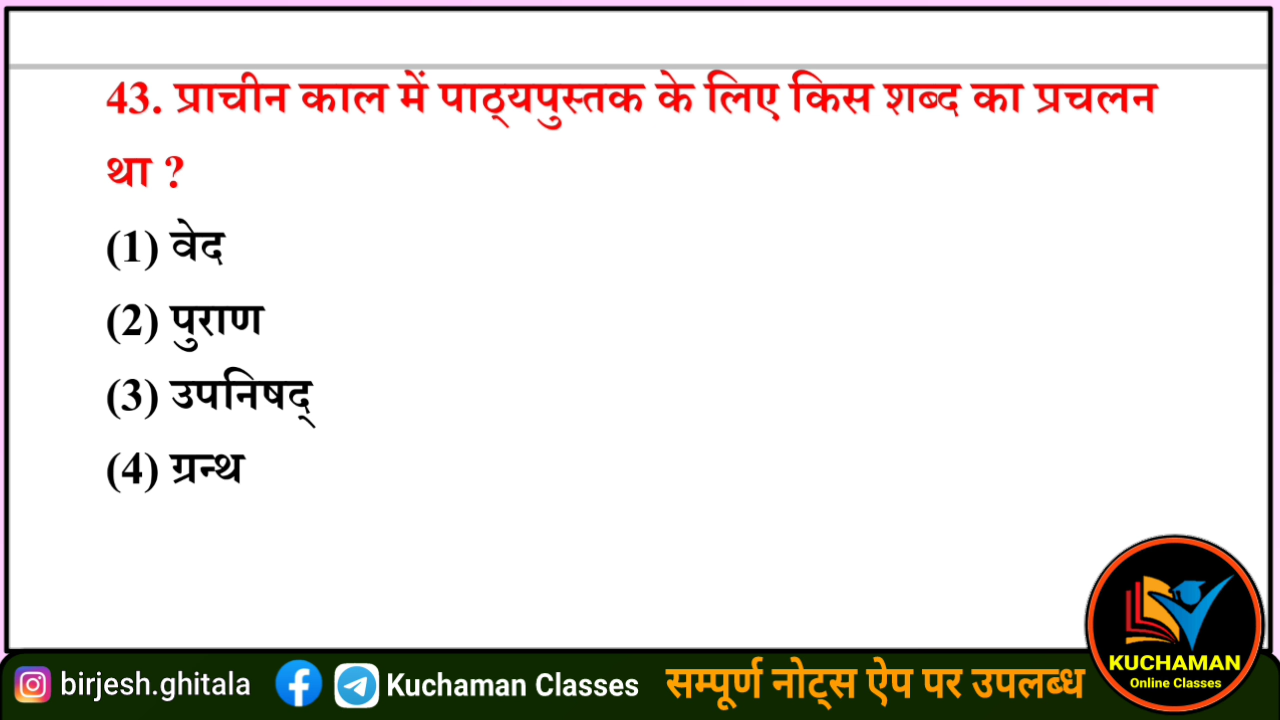 43. प्राचीन काल में पाठ्यपुस्तक के लिए किस शब्द का प्रचलन
था ?
(1) वेद
(2) पुराण
(3) उपनिषद्
(4) ग्रन्थ
KUCHAMAN
Online Classes
birjesh.ghitala Kuchaman Classes सम्पूर्ण नोट्स ऐप पर उपलब्ध